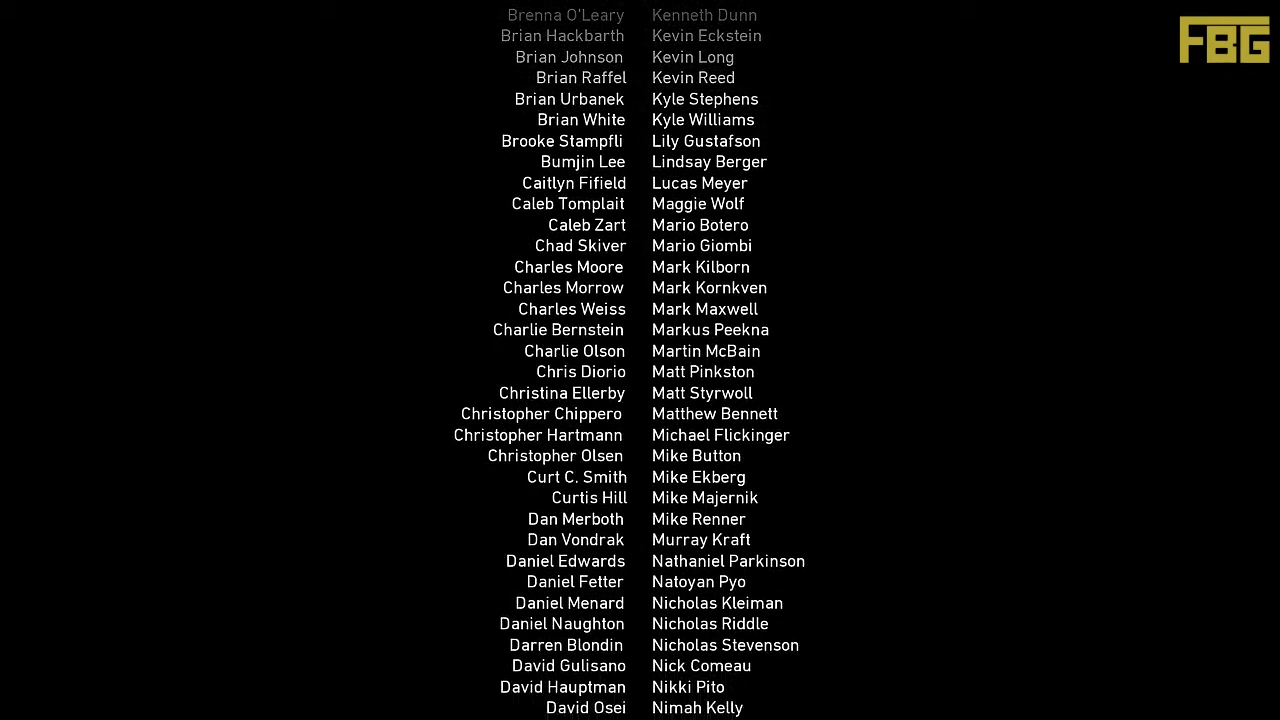 FBG
Brenna O'Leary Kenneth Dunn
Brian Hackbarth Kevin Eckstein
Brian Johnson Kevin Long
Brian Raffel Kevin Reed
Brian Urbanek Kyle Stephens
Brian White Kyle Williams
Brooke Stampfli Lily Gustafson
Bumjin Lee Lindsay Berger
Caitlyn Fifield Lucas Meyer
Caleb Tomplait Maggie Wolf
Caleb Zart Mario Botero
Chad Skiver Mario Giombi
Charles Moore Mark Kilborn
Charles Morrow Mark Kornkven
Charles Weiss Mark Maxwell
Charlie Bernstein Markus Peekna
Charlie Olson Martin McBain
Chris Diorio Matt Pinkston
Christina Ellerby Matt Styrwoll
Christopher Chippero Matthew Bennett
Christopher Hartmann Michael Flickinger
Christopher Olsen Mike Button
Curt C. Smith Mike Ekberg
Curtis Hill Mike Majernik
Dan Merboth Mike Renner
Dan Vondrak Murray Kraft
Daniel Edwards Nathaniel Parkinson
Daniel Fetter Natoyan Pyo
Daniel Menard Nicholas Kleiman
Daniel Naughton Nicholas Riddle
Darren Blondin Nicholas Stevenson
David Gulisano Nick Comeau
David Hauptman Nikki Pito
David Osei Nimah Kelly